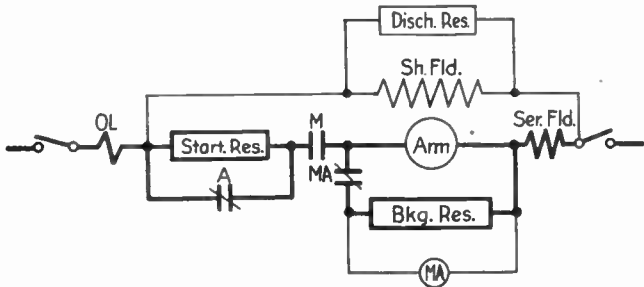 Disch. Res.
Sh. Fld.
OL
Start. Res.
M
Arm
Ser. Fld.
A
MA
Bkg. Res.
MA